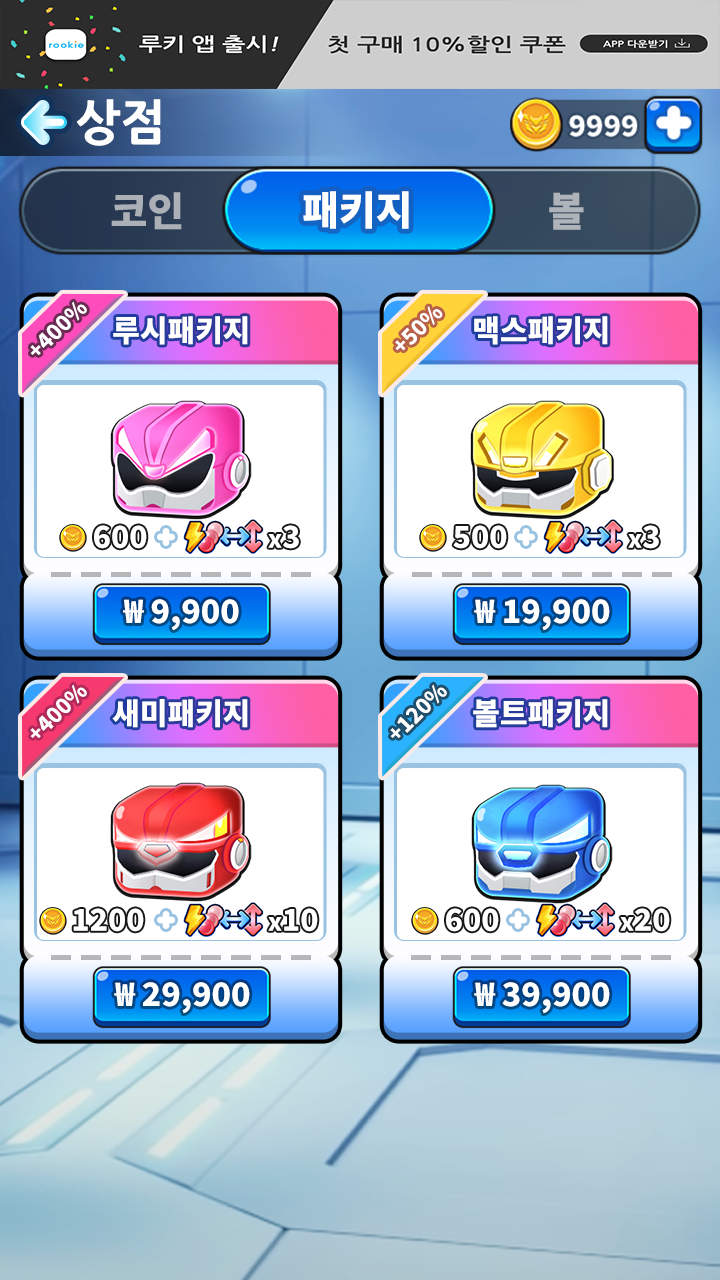 rookie
루키 앱 출시!
첫 구매 10%할인 쿠폰
APP 다운받기
상점
9999
코인
패키지
볼
+400%
루시패키지
600
x3
₩9,900
+50%
맥스패키지
500
x3
₩19,900
+400%
새미패키지
1200
x10
₩29,900
+120%
볼트패키지
600
x20
₩39,900